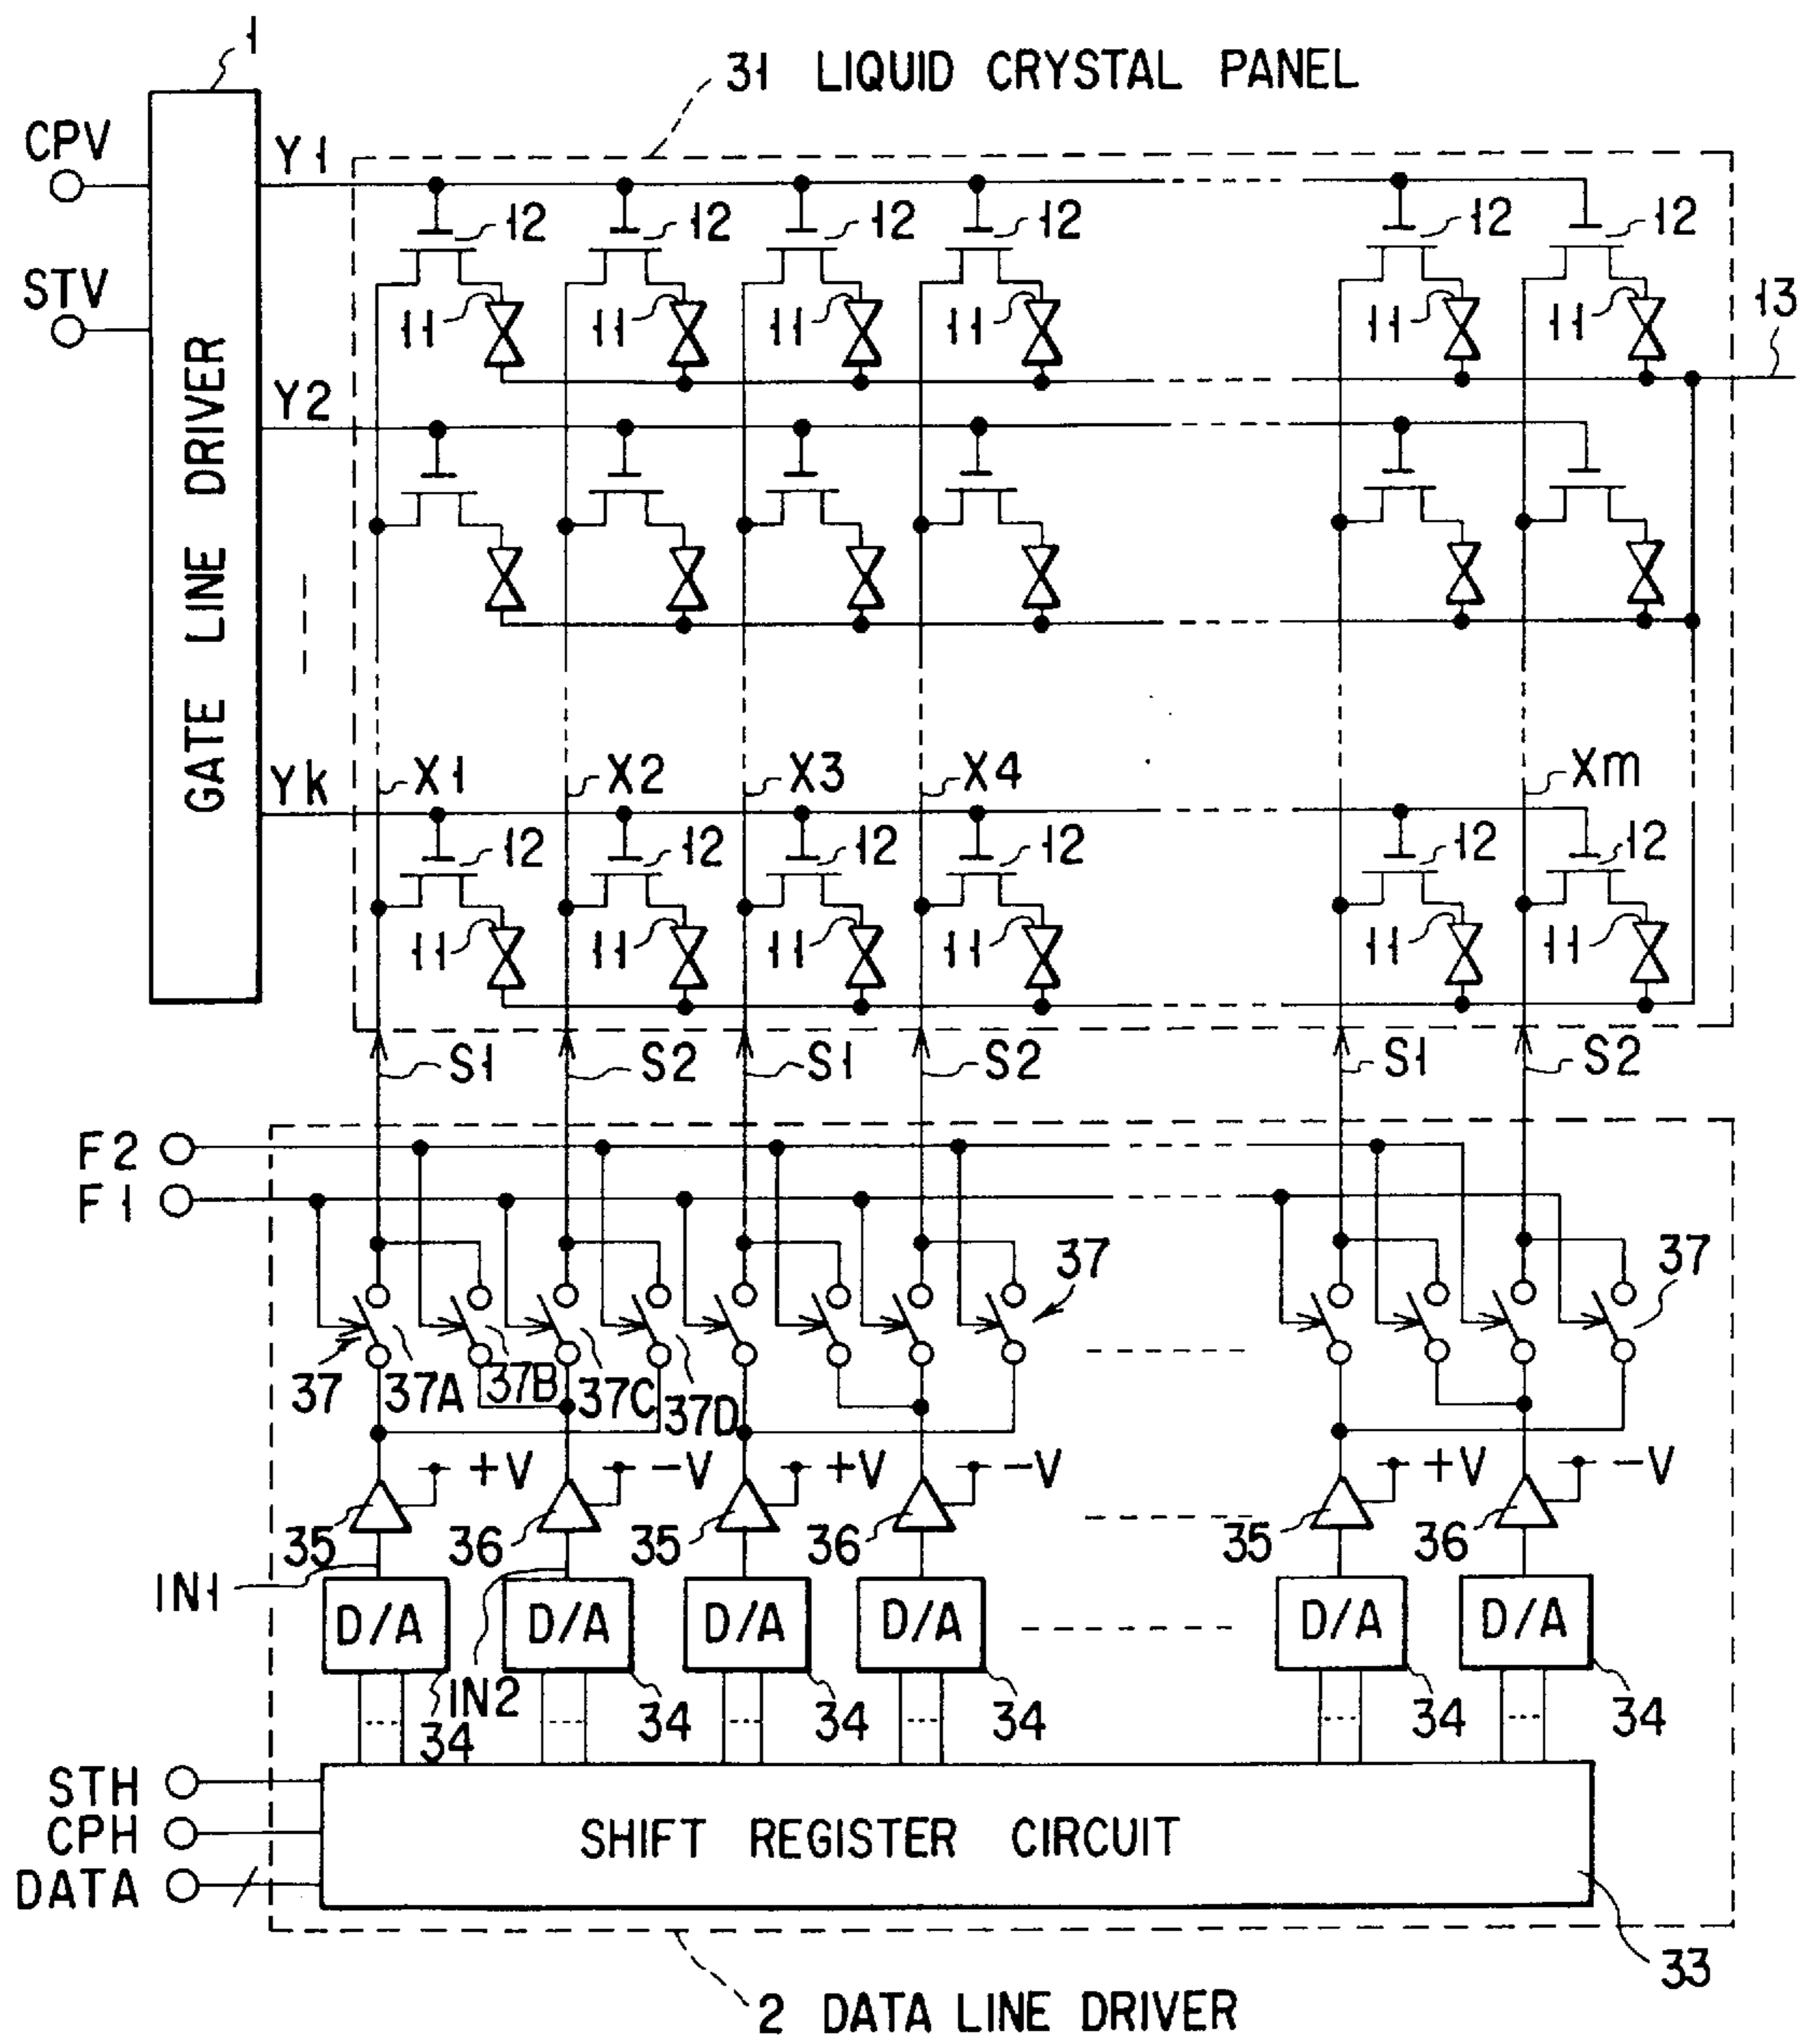 1
31 LIQUID CRYSTAL PANEL
CPV
Y1
12 12 12 12 12 12
STV
11 11 11 11 11 11
13
GATE LINE DRIVER
Y2
Yk
X1 X2 X3 X4 Xm
12 12 12 12 12 12
11 11 11 11 11 11
S1 S2 S1 S2 S1 S2
F2
F1
37 37
37 37A 37B 37C 37D
+V -V +V -V +V -V
35 36 35 36 35 36
IN1
D/A D/A D/A D/A D/A D/A
IN2
34 34 34 34 34 34
STH
CPH
DATA
SHIFT REGISTER CIRCUIT
33
2 DATA LINE DRIVER